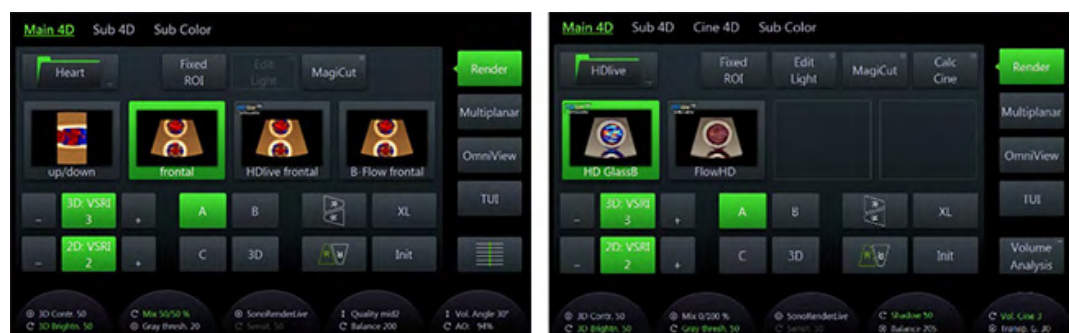 Main 4D Sub 4D Sub Color
Heart
Fixed ROI
Edit Light
MagiCut
Render
up/down
frontal
HDlive frontal
B-Flow frontal
Multiplanar
OmniView
TUI
- 3D: VSRI 3 +
A B XL
- 2D: VSRI 2 +
C 3D Init
3D Contr. 50
C 3D Brightn. 50
C Mix 50/50 %
Gray thresh. 20
SonoRenderLive
C Sensit. 50
Quality mid2
C Balance 200
Vol. Angle 30°
C AO: 94%
Main 4D Sub 4D Cine 4D Sub Color
HDlive
Fixed ROI
Edit Light
MagiCut
Calc Cine
Render
HD GlassB
FlowHD
Multiplanar
OmniView
TUI
- 3D: VSRI 3 +
A B XL
- 2D: VSRI 2 +
C 3D Init
Volume Analysis
3D Contr. 50
C 3D Brightn. 50
C Mix 0/100 %
C Gray thresh. 50
SonoRenderLive
C Shadow 50
C Balance 200
C Vol. Cine 3